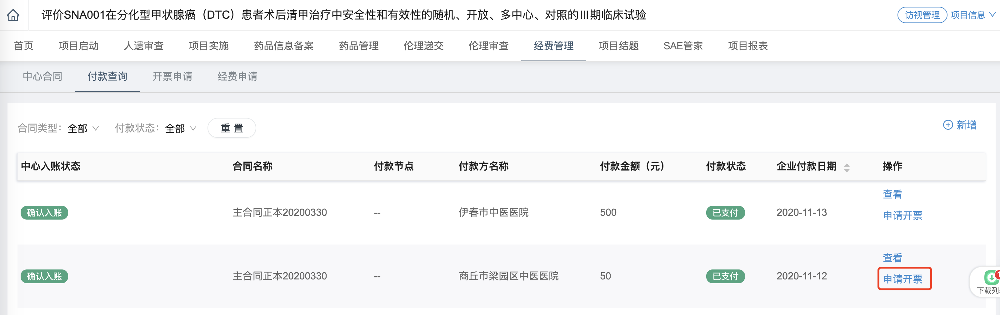 评价SNA001在分化型甲状腺癌（DTC）患者术后清甲治疗中安全性和有效性的随机、开放、多中心、对照的III期临床试验
访视管理 项目信息
首页 项目启动 人遗审查 项目实施 药品信息备案 药品管理 伦理递交 伦理审查 经费管理 项目结题 SAE管家 项目报表
中心合同 付款查询 开票申请 经费申请
合同类型： 全部 付款状态： 全部 重 置 新增
中心入账状态 合同名称 付款节点 付款方名称 付款金额（元） 付款状态 企业付款日期 操作
查看
确认入账 主合同正本20200330 -- 伊春市中医医院 500 已支付 2020-11-13
申请开票
查看
确认入账 主合同正本20200330 -- 商丘市梁园区中医医院 50 已支付 2020-11-12
申请开票
下载列